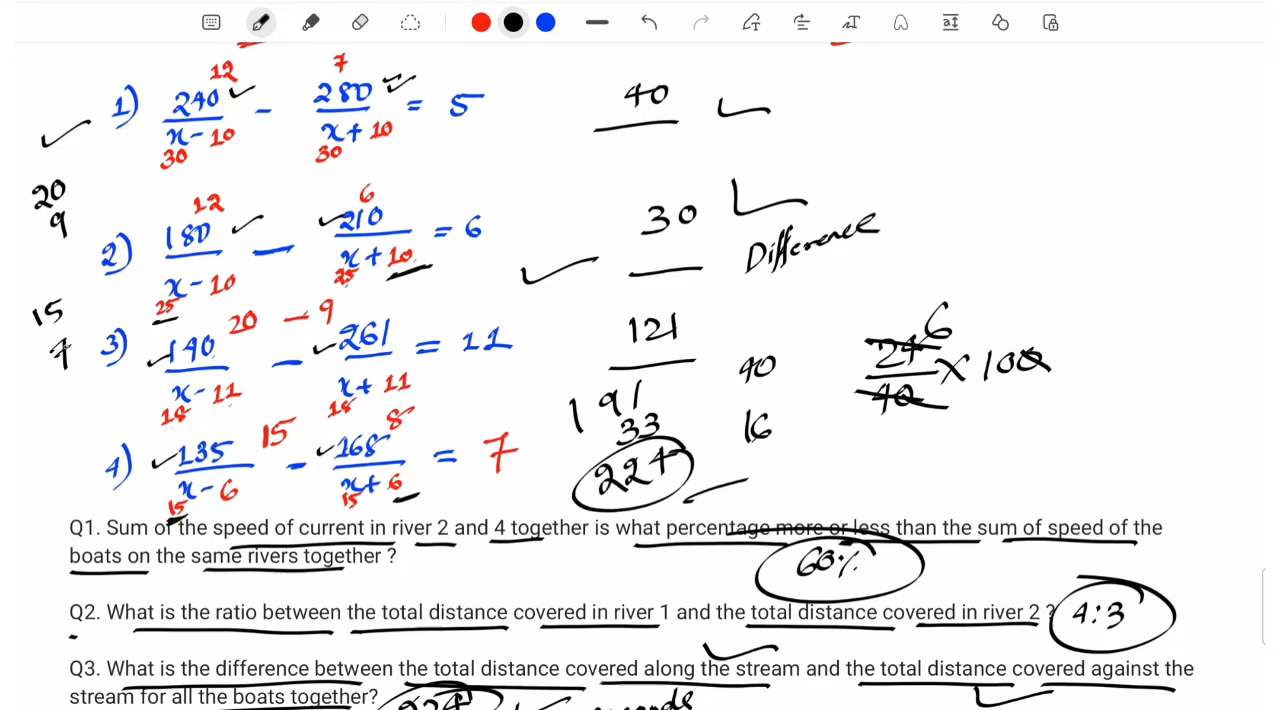 12 7
1) 240/x-10 - 280/x+10 = 5 40
30 30
20
9
12 6
2) 180/x-10 - 210/x+10 = 6 30
25 25 Difference
15
7
20 - 9
3) 190/x-11 - 261/x+11 = 11 121
18 18
191 40
33 16
224
24/40 × 100 6
15 8
4) 135/x-6 - 168/x+6 = 7
15 15
Q1. Sum of the speed of current in river 2 and 4 together is what percentage more or less than the sum of speed of the
boats on the same rivers together ?
60%
Q2. What is the ratio between the total distance covered in river 1 and the total distance covered in river 2 ? 4:3
Q3. What is the difference between the total distance covered along the stream and the total distance covered against the
stream for all the boats together? 224